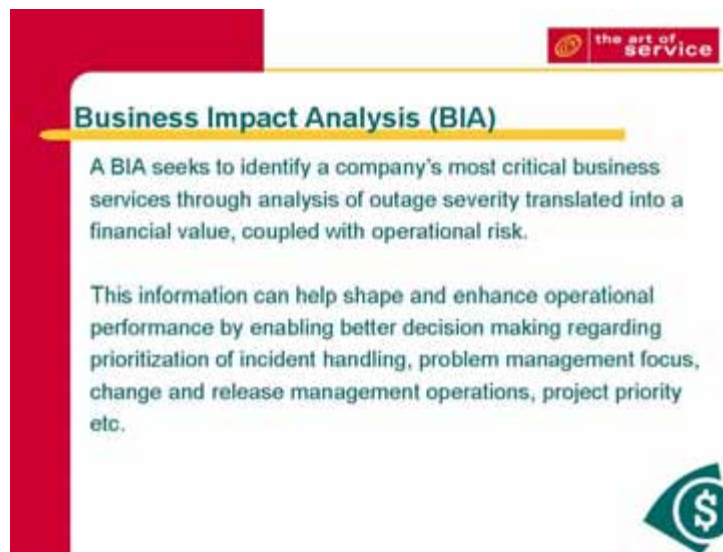 the art of
service
Business Impact Analysis (BIA)
A BIA seeks to identify a company's most critical business
services through analysis of outage severity translated into a
financial value, coupled with operational risk.
This information can help shape and enhance operational
performance by enabling better decision making regarding
prioritization of incident handling, problem management focus,
change and release management operations, project priority
etc.
$